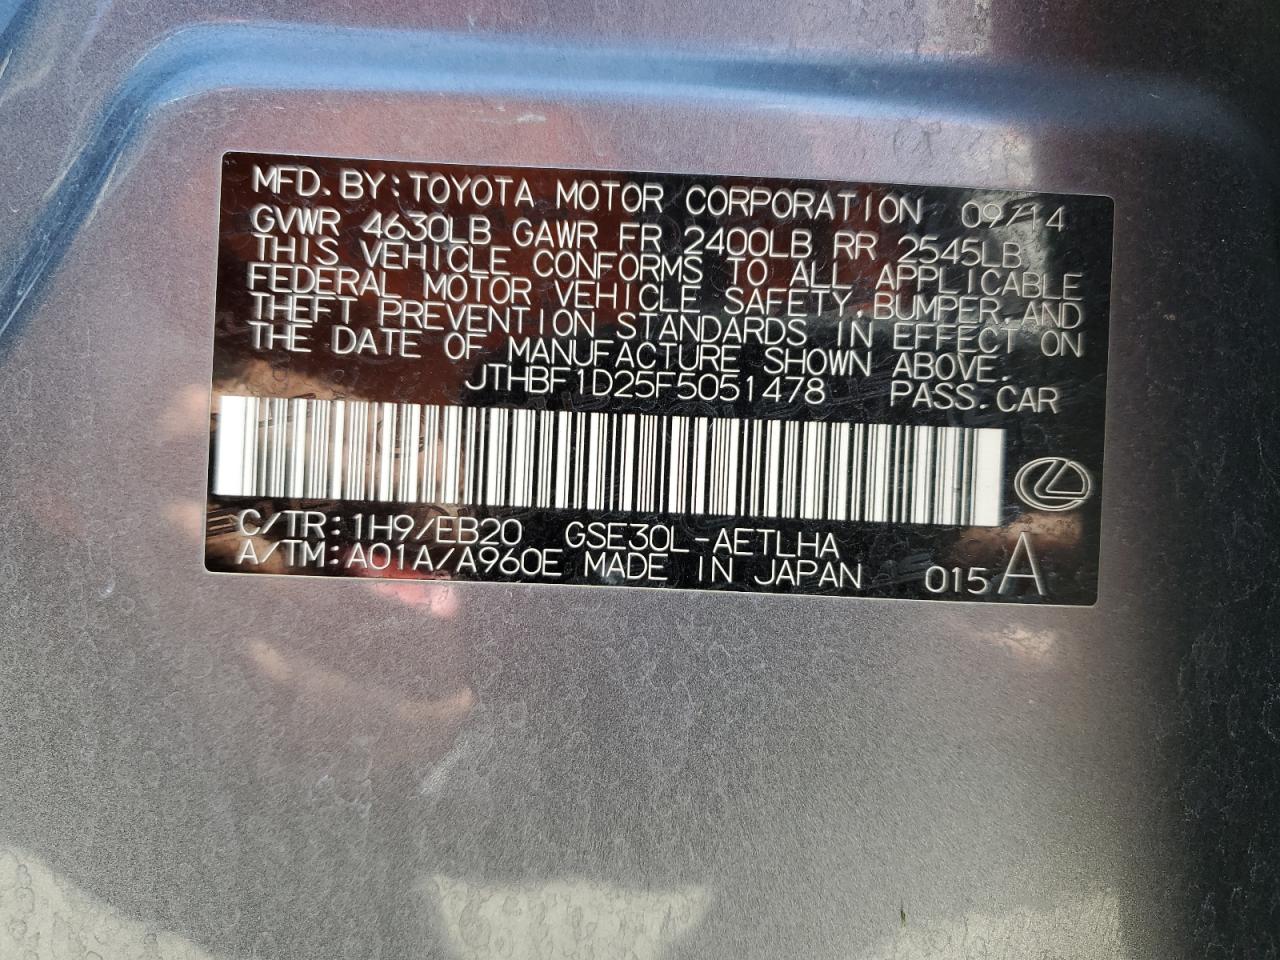 MFD.BY:TOYOTA MOTOR CORPORATION 09/14
GVWR 4630LB GAWR FR 2400LB RR 2545LB
THIS VEHICLE CONFORMS TO ALL APPLICABLE
FEDERAL MOTOR VEHICLE SAFETY,BUMPER,AND
THEFT PREVENTION STANDARDS IN EFFECT ON
THE DATE OF MANUFACTURE SHOWN ABOVE.
JTHBF1D25F5051478 PASS.CAR
C/TR:1H9/EB20 GSE30L-AETLHA
A/TM:A01A/A960E MADE IN JAPAN 015 A